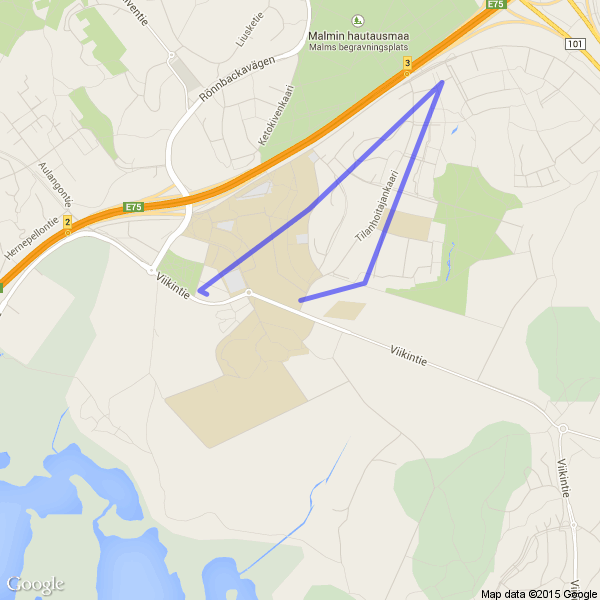 E75
101
3
Malmin hautausmaa
Malms begravningsplats
Liusketie
Rönnbackavägen
Ketokivenkaari
Aulangontie
E75
2
Hernepellontie
Tilanhoitajankaari
Viikintie
Viikintie
Viikintie
Google
Map data ©2015 Google